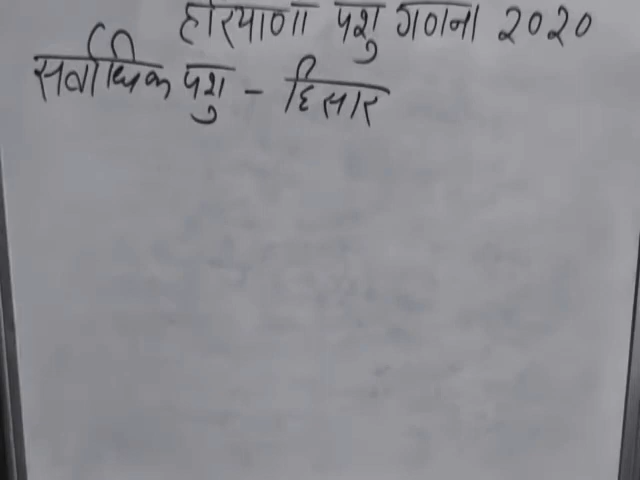 हरियाणा पशु गणना 2020
सर्वाधिक पशु - हिसार